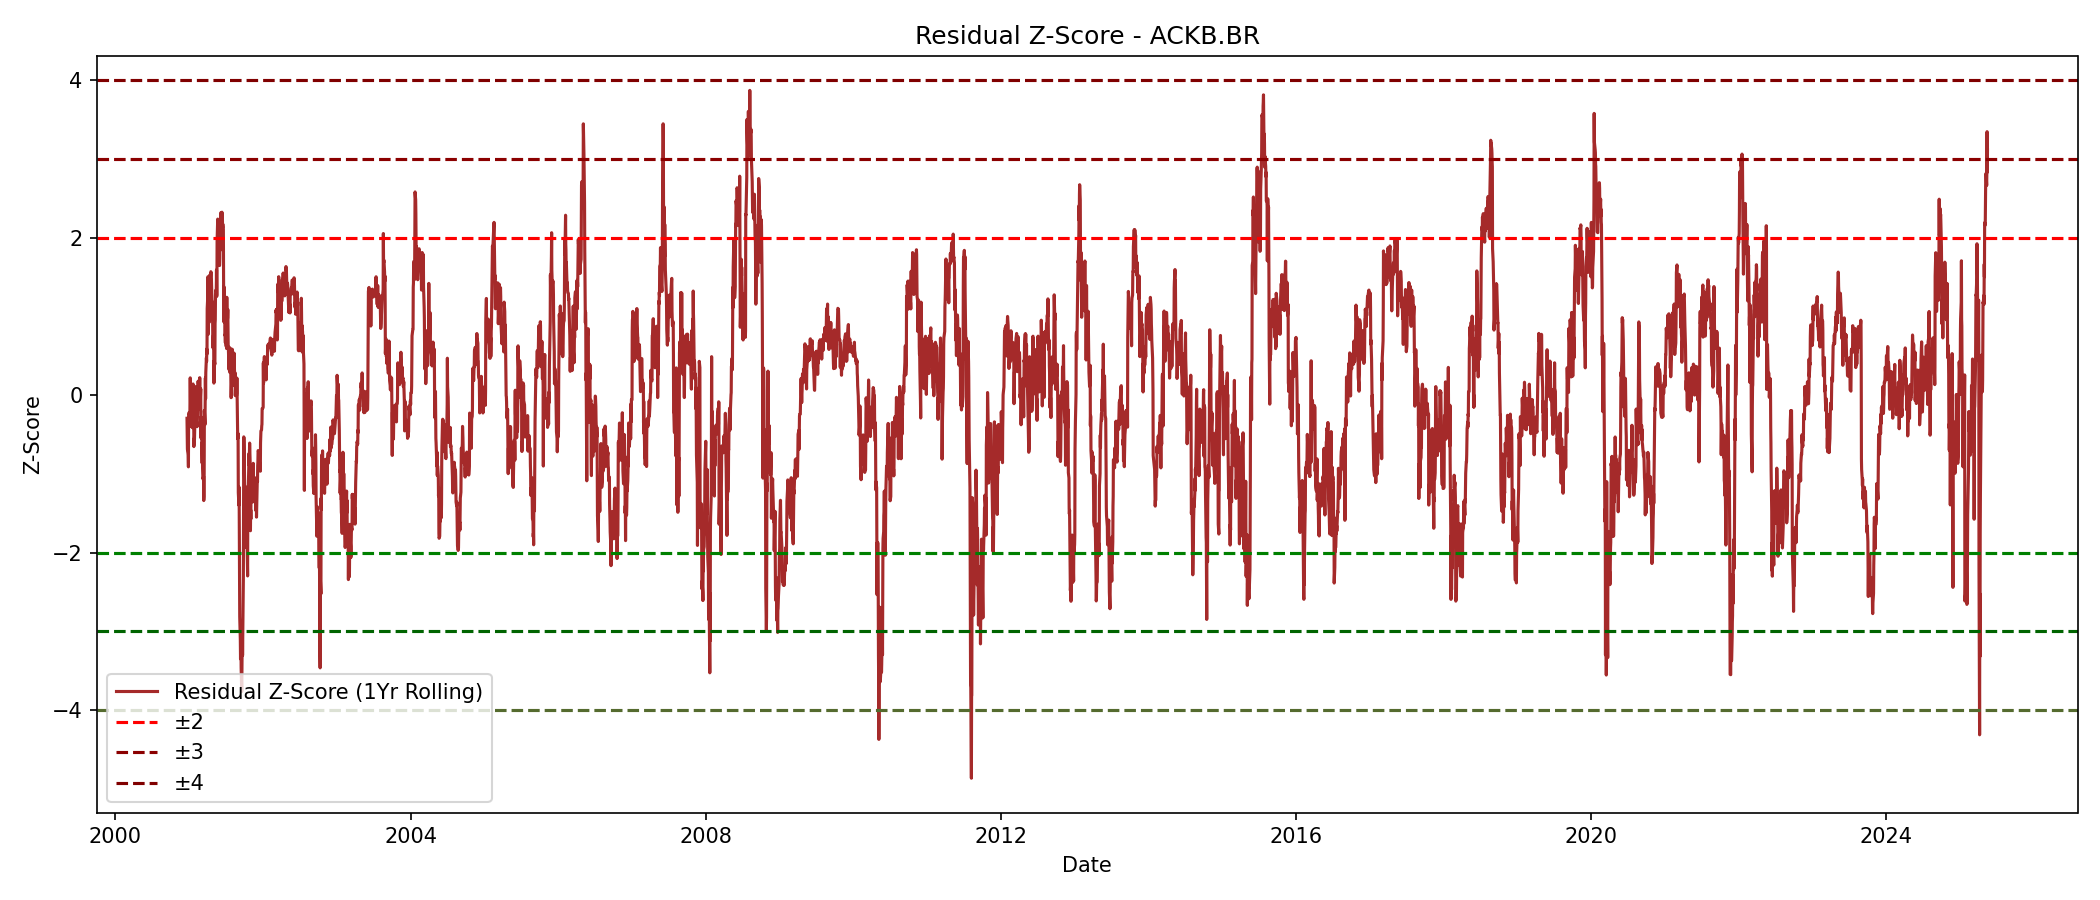 Residual Z-Score - ACKB.BR
Z-Score
4
2
0
−2
−4
Residual Z-Score (1Yr Rolling)
±2
±3
±4
2000 2004 2008 2012 2016 2020 2024
Date